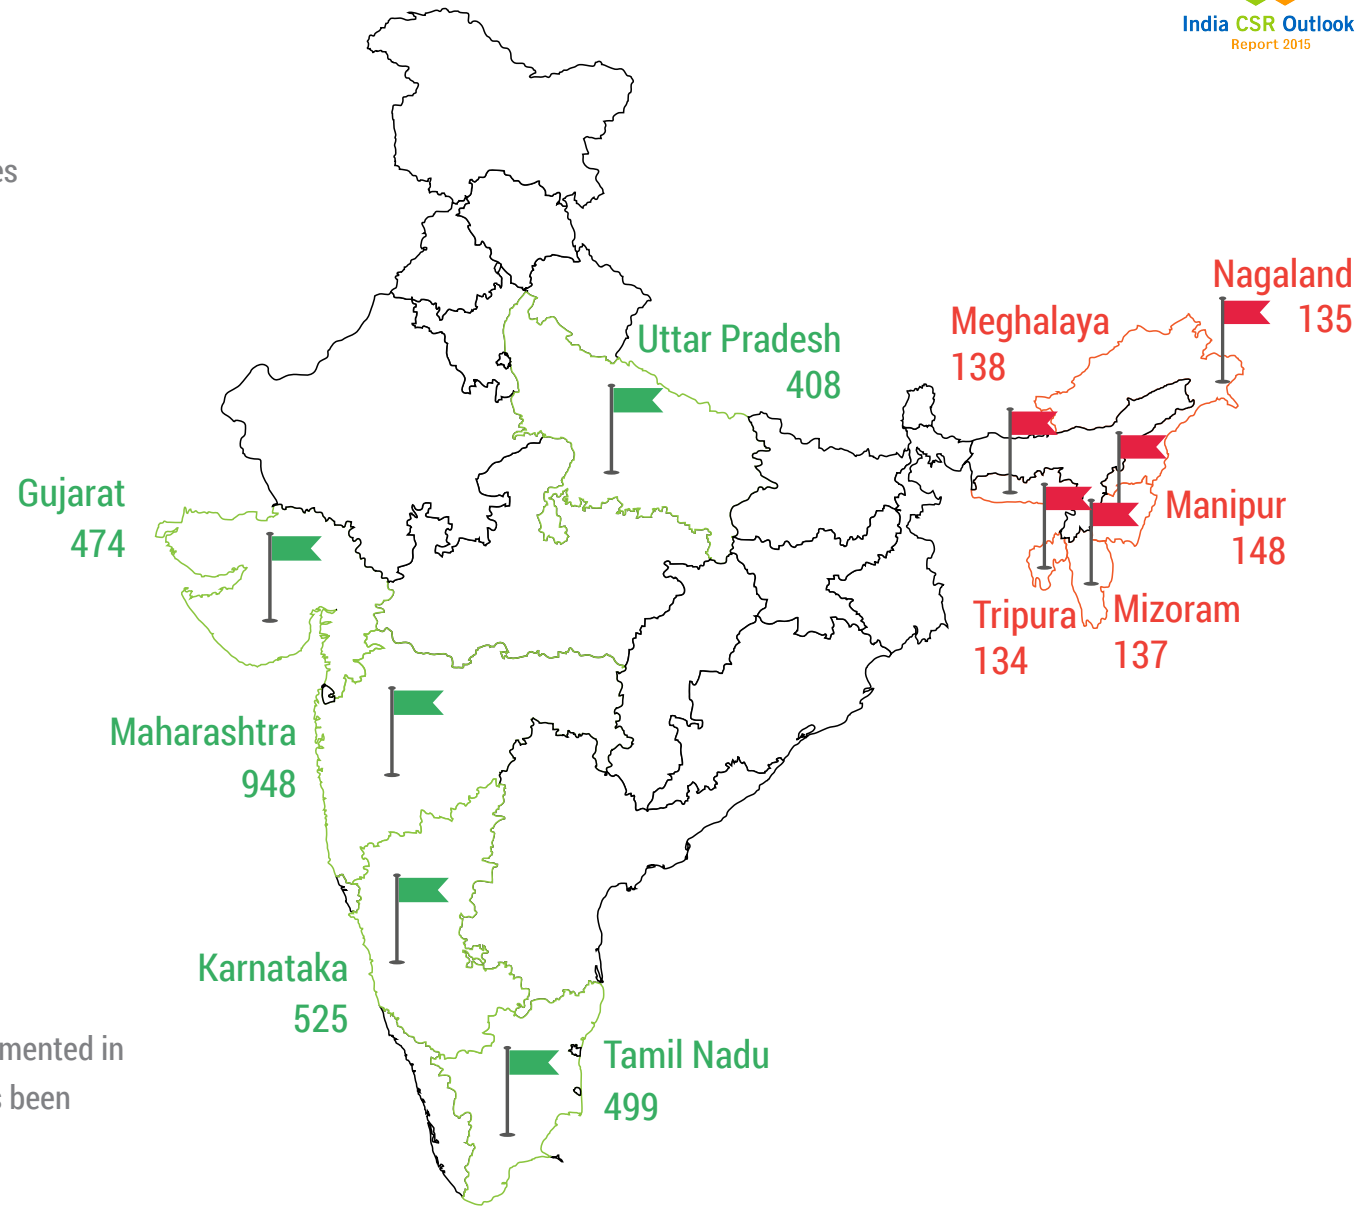 India CSR Outlook
Report 2015
es
Nagaland
135
Meghalaya
138
Uttar Pradesh
408
Gujarat
474
Manipur
148
Tripura
134
Mizoram
137
Maharashtra
948
Karnataka
525
mented in
s been
Tamil Nadu
499